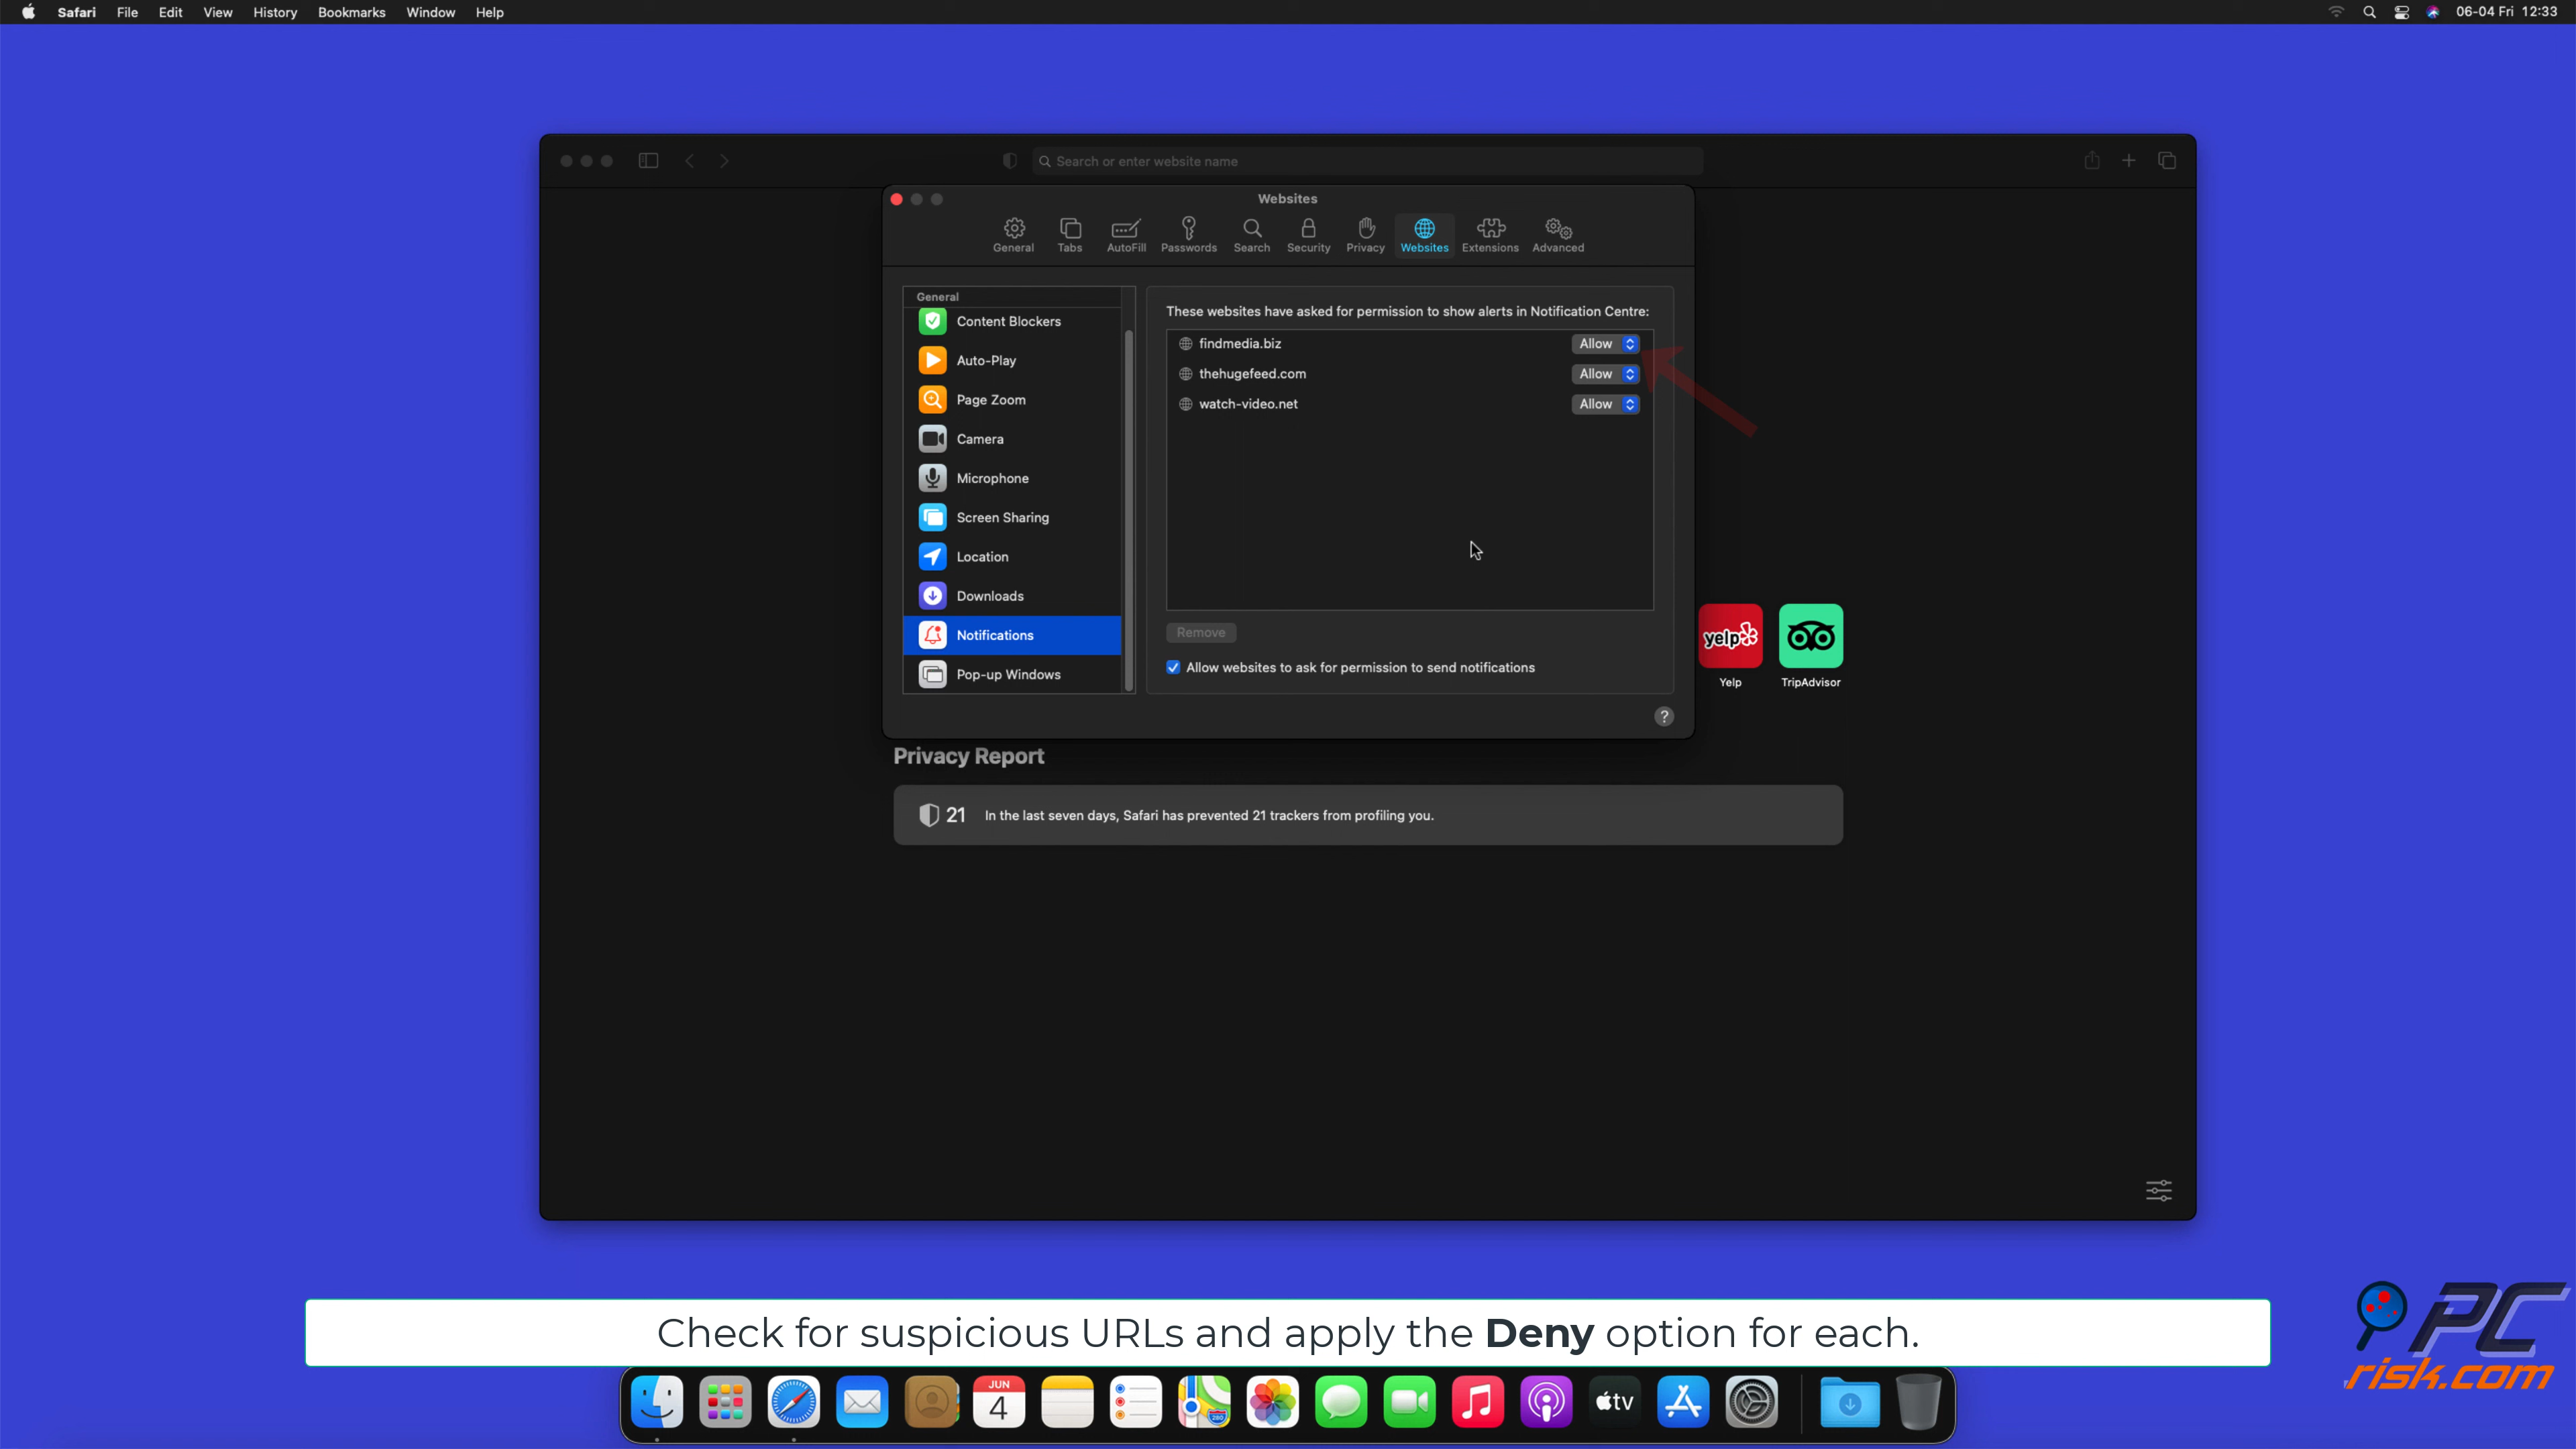 Safari File Edit View History Bookmarks Window Help 06-04 Fri 12:33
Search or enter website name
Websites
General Tabs AutoFill Passwords Search Security Privacy Websites Extensions Advanced
General
Content Blockers
Auto-Play
Page Zoom
Camera
Microphone
Screen Sharing
Location
Downloads
Notifications
Pop-up Windows
These websites have asked for permission to show alerts in Notification Centre:
findmedia.biz Allow
thehugefeed.com Allow
watch-video.net Allow
Remove
Allow websites to ask for permission to send notifications
?
yelp
Yelp TripAdvisor
Privacy Report
21 In the last seven days, Safari has prevented 21 trackers from profiling you.
Check for suspicious URLs and apply the Deny option for each.
PC
risk.com
JUN
4
280
tv